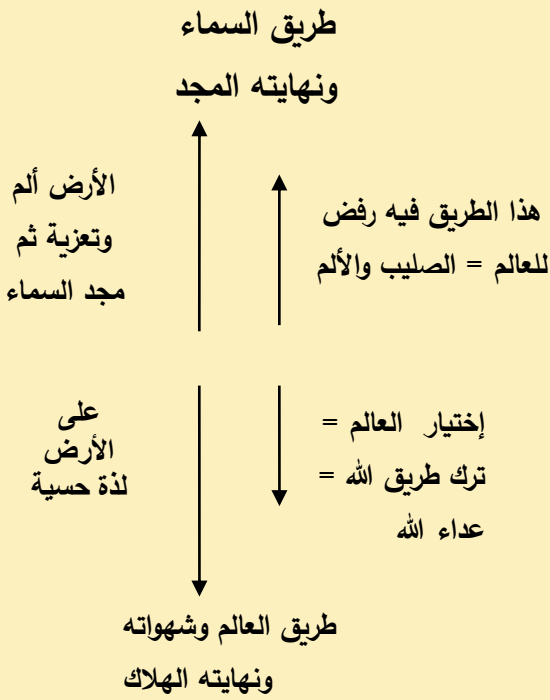 طريق السماء
ونهايته المجد
هذا الطريق فيه رفض
للعالم = الصليب والألم
الأرض ألم
وتعزية ثم
مجد السماء
إختيار العالم =
ترك طريق الله =
عداء الله
على
الأرض
لذة حسية
طريق العالم وشهواته
ونهايته الهلاك